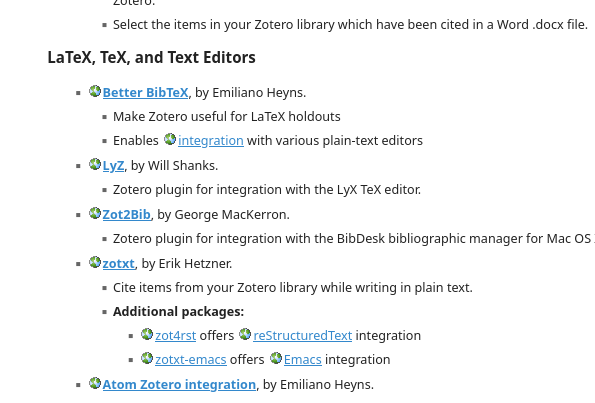 Zotero.
Select the items in your Zotero library which have been cited in a Word .docx file.
LaTeX, TeX, and Text Editors
Better BibTeX, by Emiliano Heyns.
Make Zotero useful for LaTeX holdouts
Enables integration with various plain-text editors
LyZ, by Will Shanks.
Zotero plugin for integration with the LyX TeX editor.
Zot2Bib, by George MacKerron.
Zotero plugin for integration with the BibDesk bibliographic manager for Mac OS
zotxt, by Erik Hetzner.
Cite items from your Zotero library while writing in plain text.
Additional packages:
zot4rst offers reStructuredText integration
zotxt-emacs offers Emacs integration
Atom Zotero integration, by Emiliano Heyns.